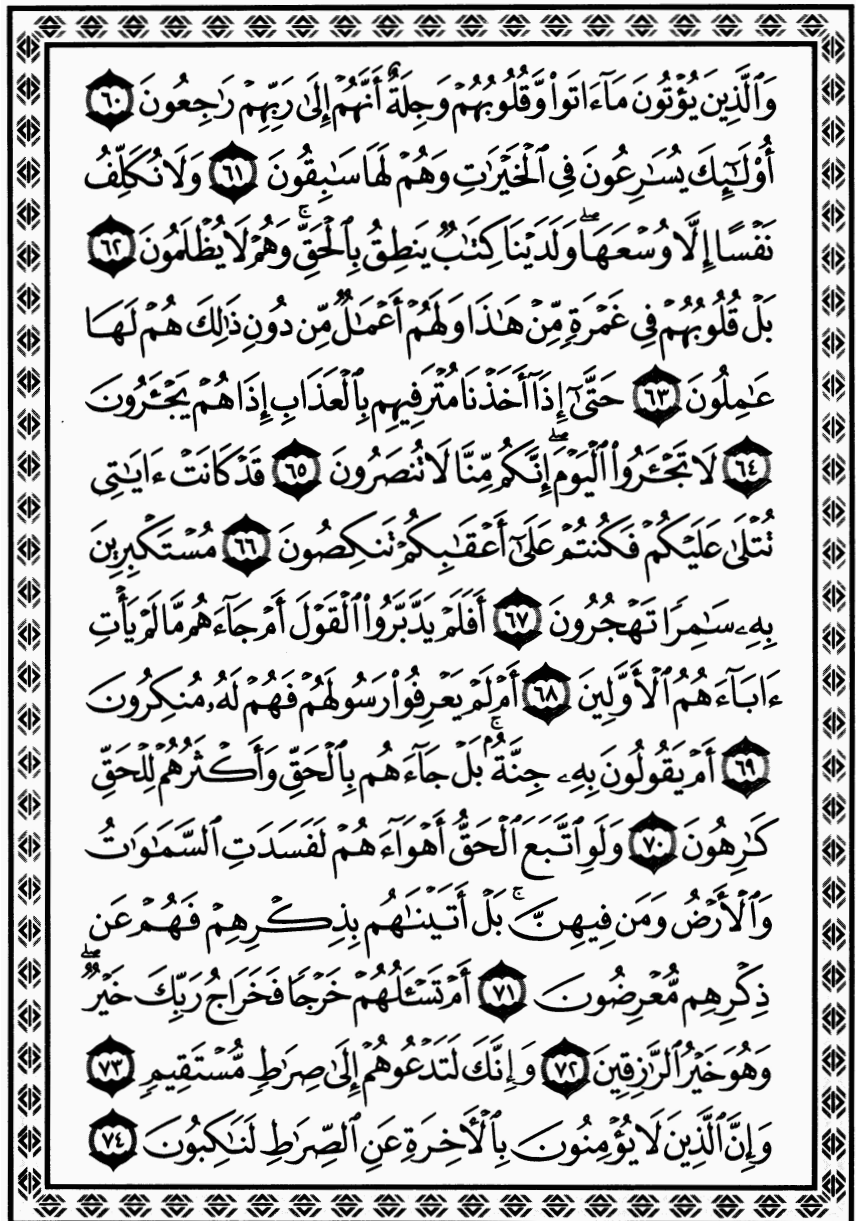 وَٱلَّذِينَ يُؤْتُونَ مَآ ءَاتَوا۟ وَّقُلُوبُهُمْ وَجِلَةٌ أَنَّهُمْ إِلَىٰ رَبِّهِمْ رَٰجِعُونَ ٦٠
أُو۟لَٰٓئِكَ يُسَٰرِعُونَ فِى ٱلْخَيْرَٰتِ وَهُمْ لَهَا سَٰبِقُونَ ٦١ وَلَا نُكَلِّفُ
نَفْسًا إِلَّا وُسْعَهَا ۖ وَلَدَيْنَا كِتَٰبٌ يَنطِقُ بِٱلْحَقِّ ۚ وَهُمْ لَا يُظْلَمُونَ ٦٢
بَلْ قُلُوبُهُمْ فِى غَمْرَةٍ مِّنْ هَٰذَا وَلَهُمْ أَعْمَٰلٌ مِّن دُونِ ذَٰلِكَ هُمْ لَهَا
عَٰمِلُونَ ٦٣ حَتَّىٰٓ إِذَآ أَخَذْنَا مُتْرَفِيهِم بِٱلْعَذَابِ إِذَا هُمْ يَجْـَٔرُونَ
٦٤ لَا تَجْـَٔرُوا۟ ٱلْيَوْمَ ۖ إِنَّكُم مِّنَّا لَا تُنصَرُونَ ٦٥ قَدْ كَانَتْ ءَايَٰتِى
تُتْلَىٰ عَلَيْكُمْ فَكُنتُمْ عَلَىٰٓ أَعْقَٰبِكُمْ تَنكِصُونَ ٦٦ مُسْتَكْبِرِينَ
بِهِۦ سَٰمِرًا تَهْجُرُونَ ٦٧ أَفَلَمْ يَدَّبَّرُوا۟ ٱلْقَوْلَ أَمْ جَآءَهُم مَّا لَمْ يَأْتِ
ءَابَآءَهُمُ ٱلْأَوَّلِينَ ٦٨ أَمْ لَمْ يَعْرِفُوا۟ رَسُولَهُمْ فَهُمْ لَهُۥ مُنكِرُونَ
٦٩ أَمْ يَقُولُونَ بِهِۦ جِنَّةٌۢ ۚ بَلْ جَآءَهُم بِٱلْحَقِّ وَأَكْثَرُهُمْ لِلْحَقِّ
كَٰرِهُونَ ٧٠ وَلَوِ ٱتَّبَعَ ٱلْحَقُّ أَهْوَآءَهُمْ لَفَسَدَتِ ٱلسَّمَٰوَٰتُ
وَٱلْأَرْضُ وَمَن فِيهِنَّ ۚ بَلْ أَتَيْنَٰهُم بِذِكْرِهِمْ فَهُمْ عَن
ذِكْرِهِم مُّعْرِضُونَ ٧١ أَمْ تَسْـَٔلُهُمْ خَرْجًا فَخَرَاجُ رَبِّكَ خَيْرٌ ۖ
وَهُوَ خَيْرُ ٱلرَّٰزِقِينَ ٧٢ وَإِنَّكَ لَتَدْعُوهُمْ إِلَىٰ صِرَٰطٍ مُّسْتَقِيمٍ ٧٣
وَإِنَّ ٱلَّذِينَ لَا يُؤْمِنُونَ بِٱلْءَاخِرَةِ عَنِ ٱلصِّرَٰطِ لَنَٰكِبُونَ ٧٤